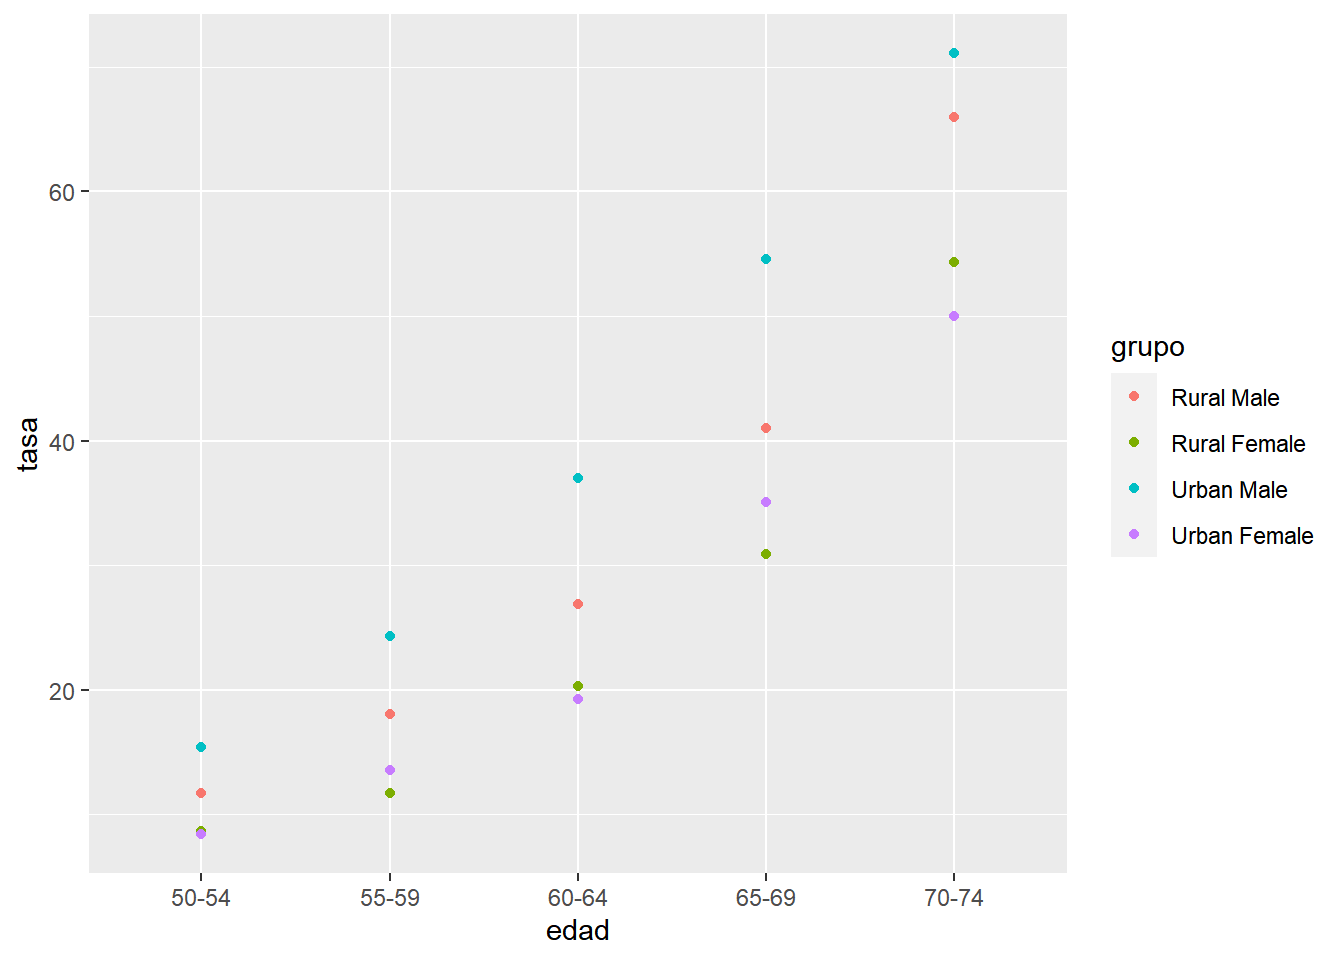 60
40
20
tasa
50-54
55-59
60-64
65-69
70-74
edad
grupo
Rural Male
Rural Female
Urban Male
Urban Female